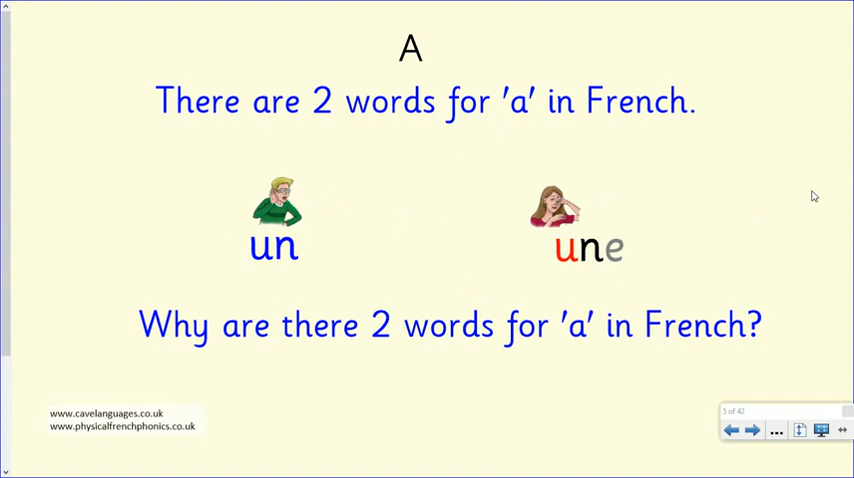 A
There are 2 words for 'a' in French.
un
une
Why are there 2 words for 'a' in French?
www.cavelanguages.co.uk
www.physicalfrenchphonics.co.uk
5 of 42
...